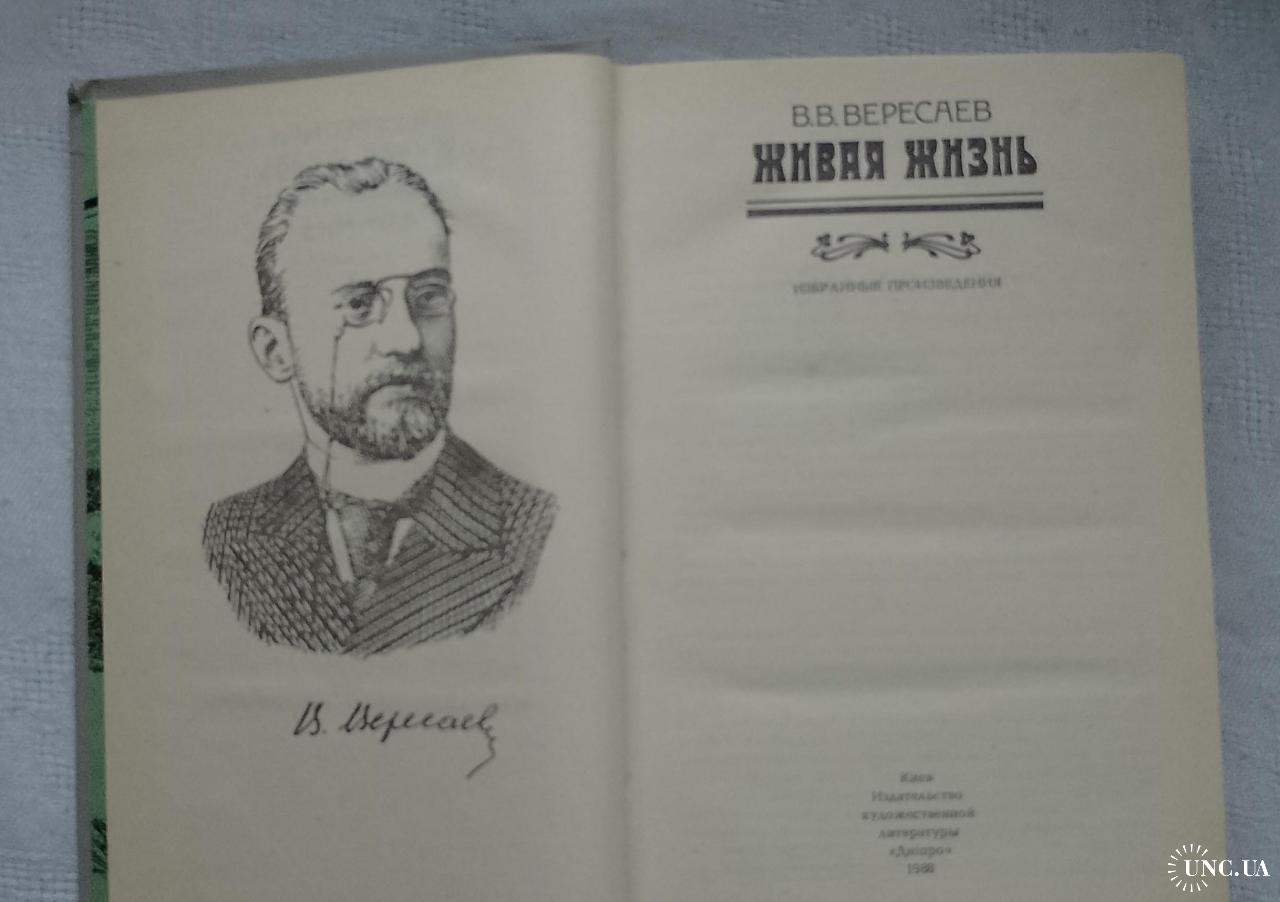 В. Вересаев
В.В. ВЕРЕСАЕВ
ЖИВАЯ ЖИЗНЬ
ИЗБРАННЫЕ ПРОИЗВЕДЕНИЯ
Киев
Издательство
художественной
литературы
«Дніпро»
1988
UNC.UA